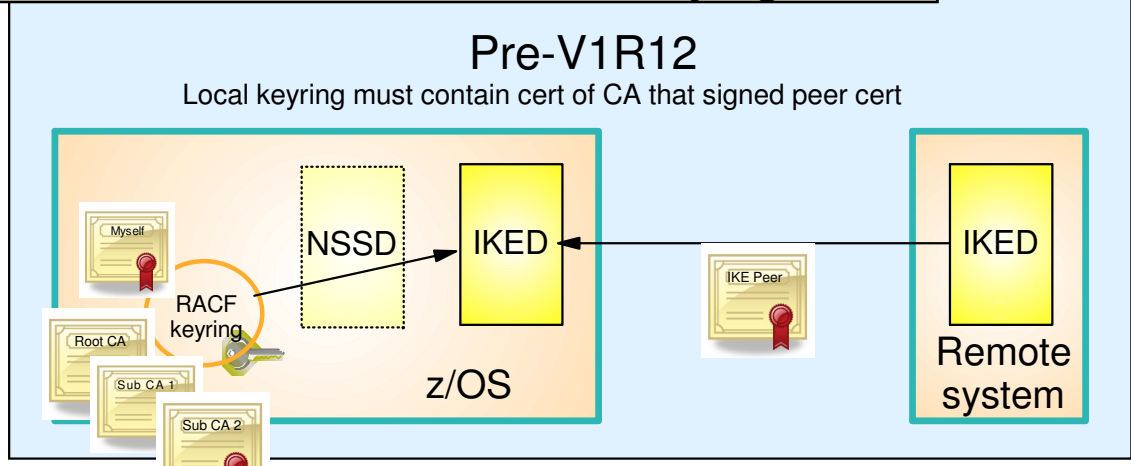 Pre-V1R12
Local keyring must contain cert of CA that signed peer cert
Myself
NSSD
IKED
IKED
IKE Peer
RACF
keyring
Root CA
Sub CA 1
Sub CA 2
z/OS
Remote
system